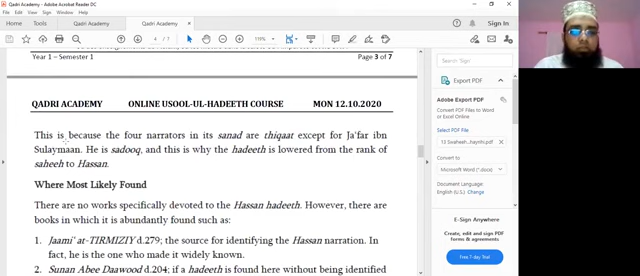 Qadri Academy - Adobe Acrobat Reader DC
File Edit View Sign Window Help
Home Tools Qadri Academy Qadri Academy × Sign In
4 / 7 119%
Year 1 – Semester 1 Page 3 of 7
QADRI ACADEMY ONLINE USOOL-UL-HADEETH COURSE MON 12.10.2020
This is because the four narrators in its sanad are thiqaat except for Ja'far ibn
Sulaymaan. He is sadooq, and this is why the hadeeth is lowered from the rank of
saheeh to Hassan.
Where Most Likely Found
There are no works specifically devoted to the Hassan hadeeth. However, there are
books in which it is abundantly found such as:
1. Jaami' at-TIRMIZIY d.279; the source for identifying the Hassan narration. In
fact, he is the one who made it widely known.
2. Sunan Abee Daawood d.204; if a hadeeth is found here without being identified
Search
Export PDF
Adobe Export PDF
Convert PDF Files to Word
or Excel Online
Select PDF File
Convert to
Microsoft Word (*.docx)
Document Language:
English (U.S.) Change
E-Sign Anywhere
Create, edit and sign PDF
forms & agreements
Free 7-day Trial